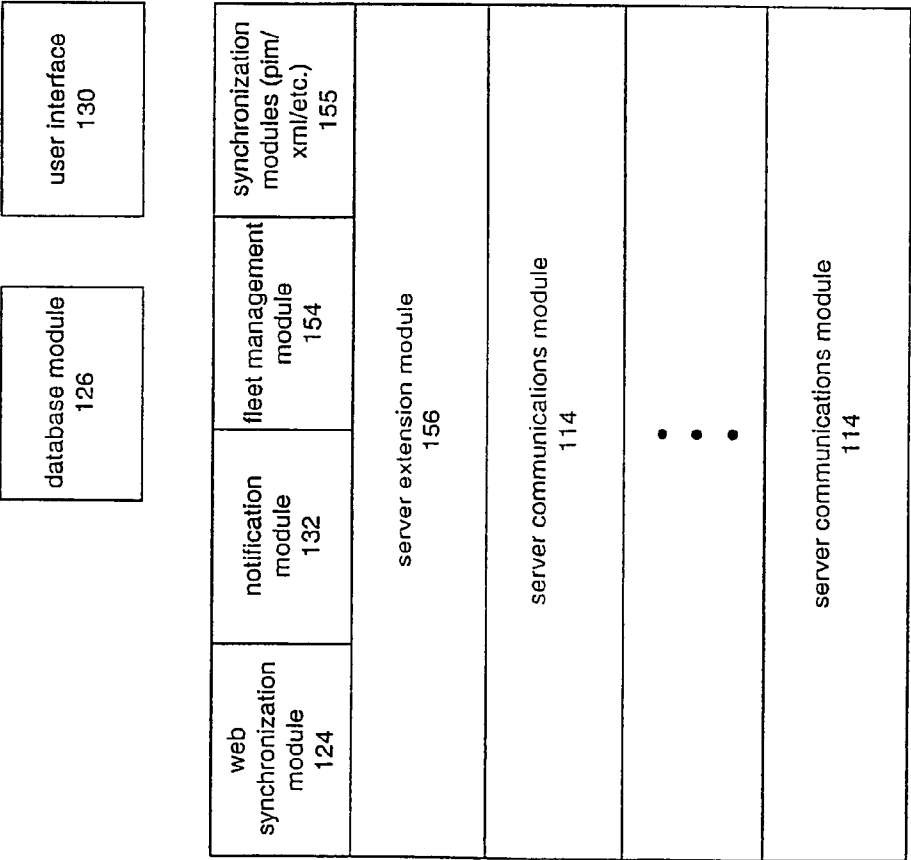 database module
126
user interface
130
web
synchronization
module
124
notification
module
132
fleet management
module
154
synchronization
modules (pim/
xml/etc.)
155
server extension module
156
server communications module
114
server communications module
114